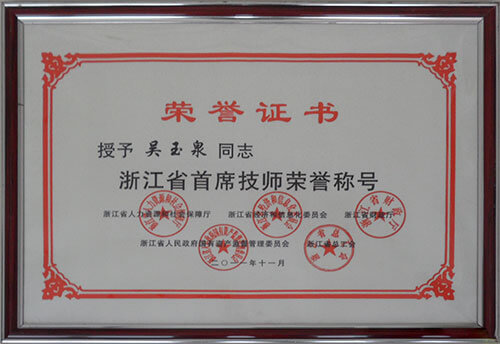 荣誉证书
授予 吴玉泉 同志
浙江省首席技师荣誉称号
浙江省人力资源和社会保障厅 浙江省经济和信息化委员会 浙江省财政厅
浙江省人民政府国有资产监督管理委员会 浙江省总工会
二〇一一年十一月